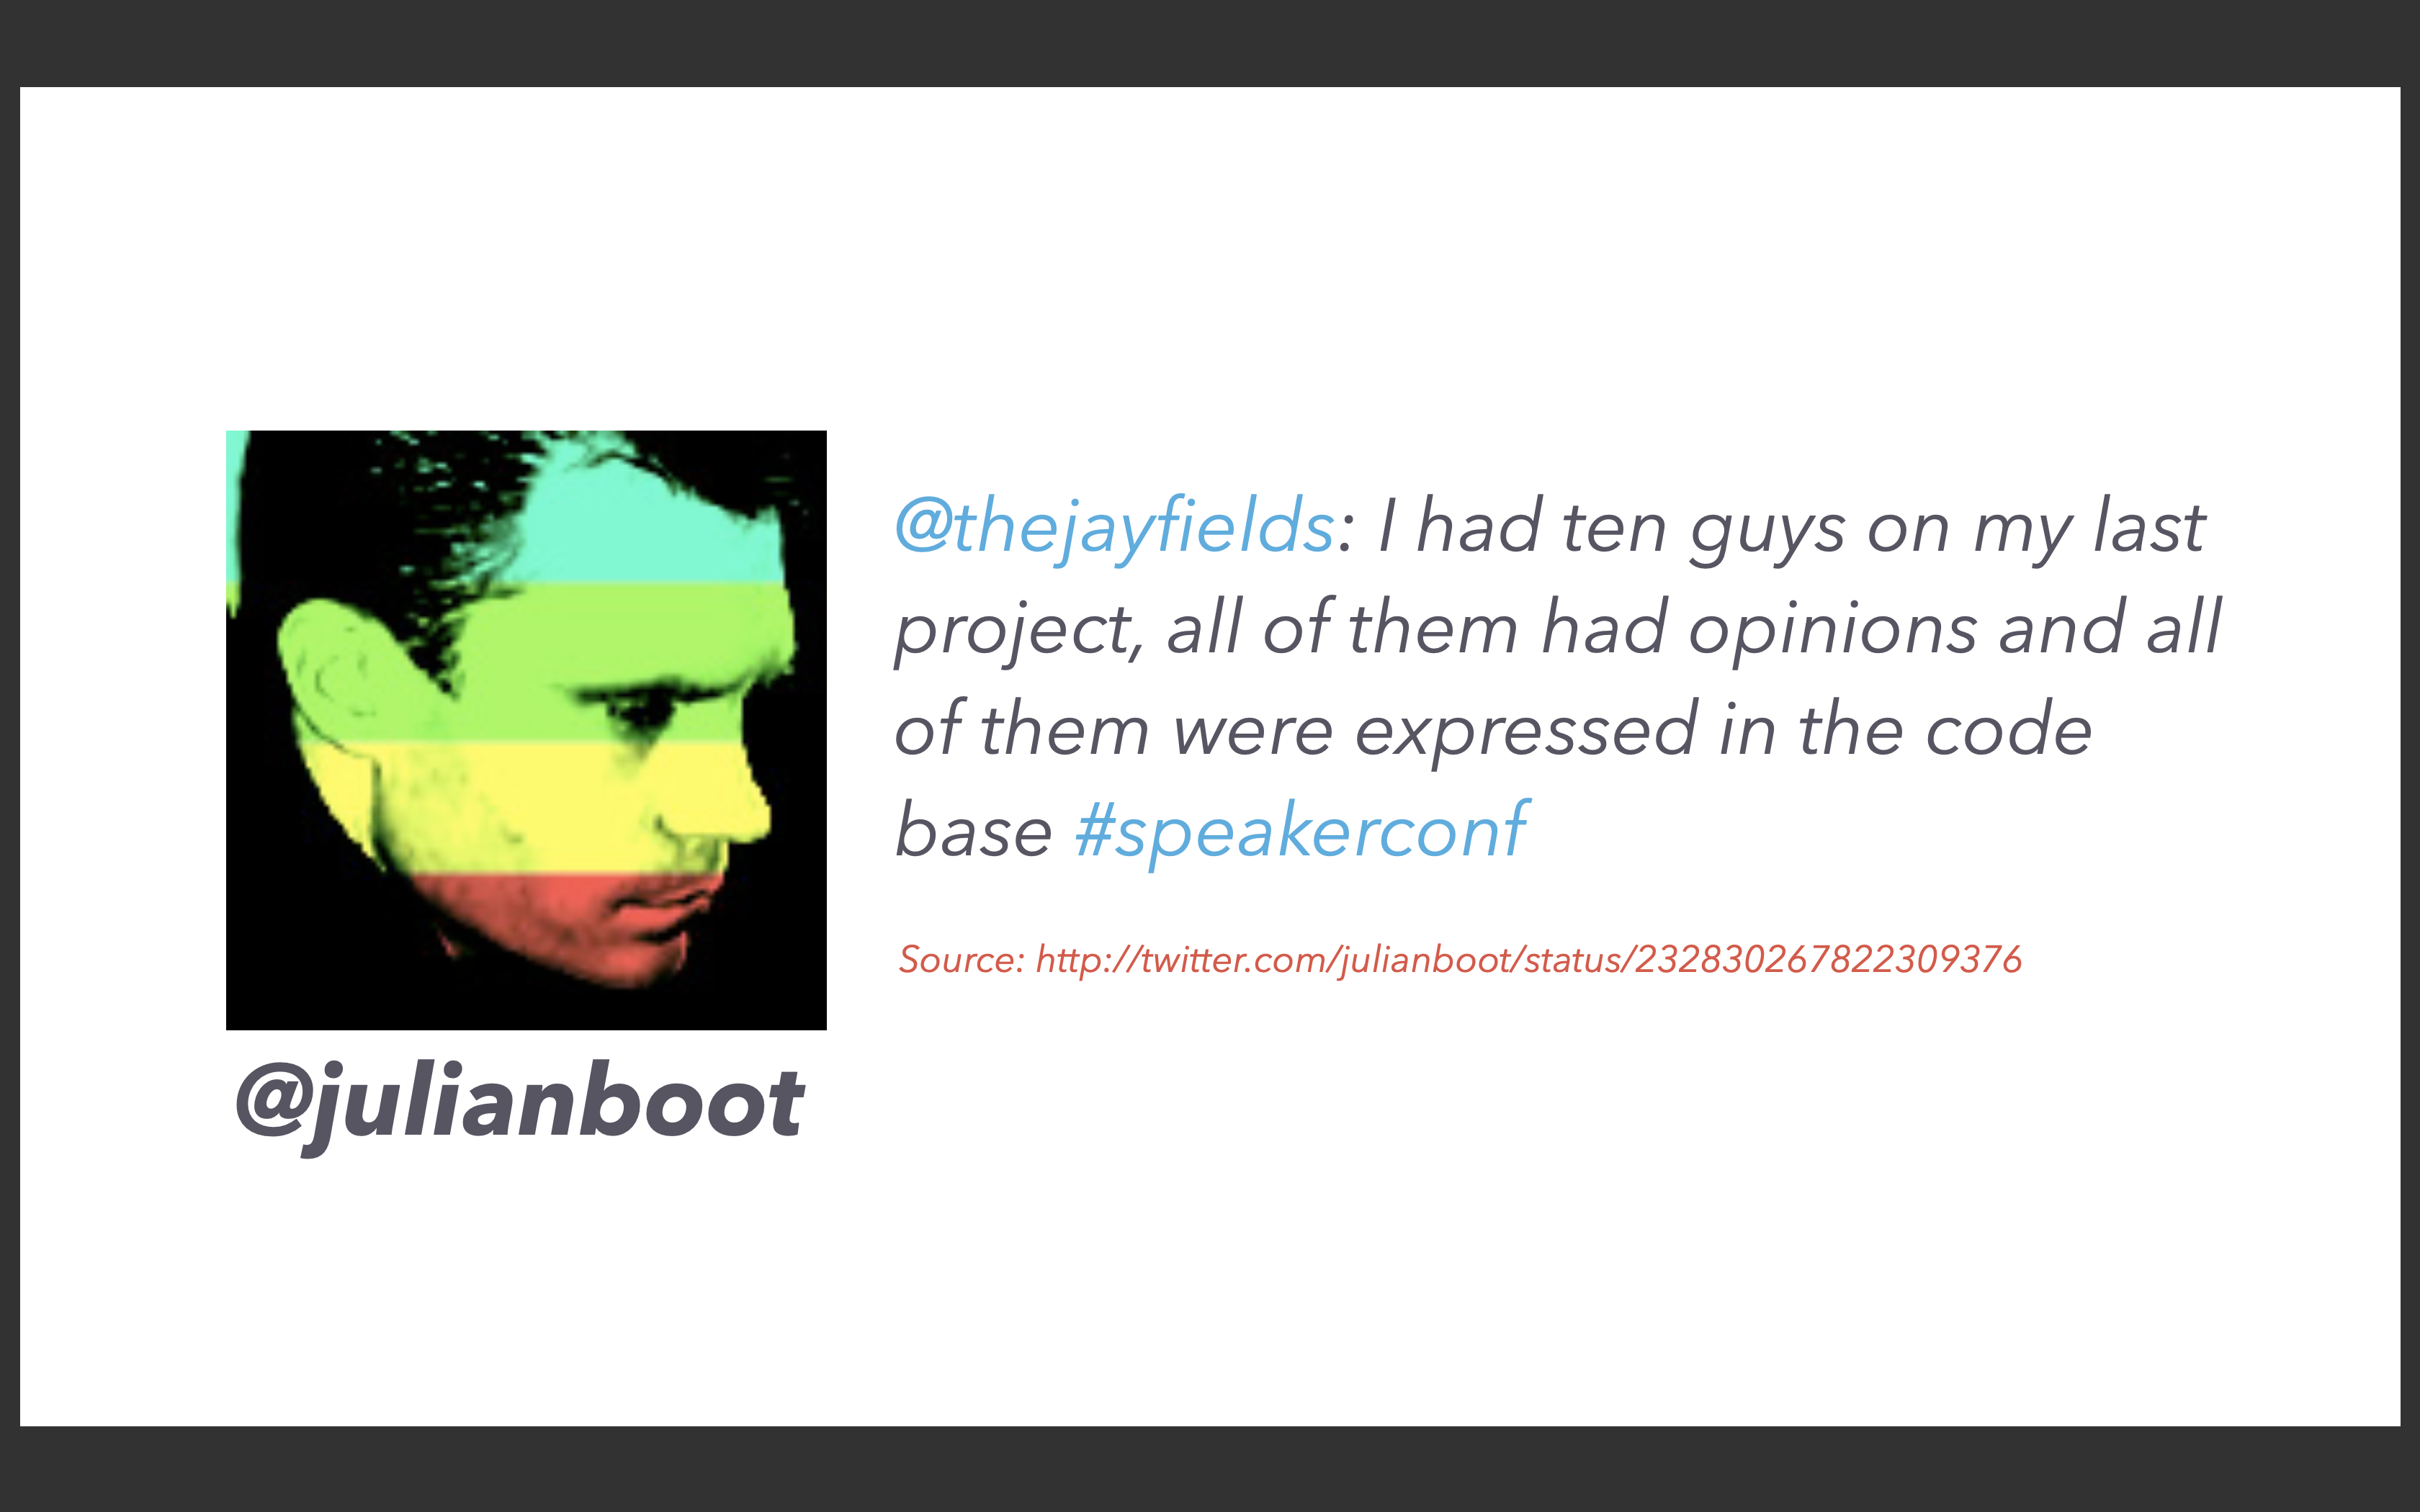 @thejayfields: I had ten guys on my last
project, all of them had opinions and all
of them were expressed in the code
base #speakerconf
Source: http://twitter.com/julianboot/status/232830267822309376
@julianboot